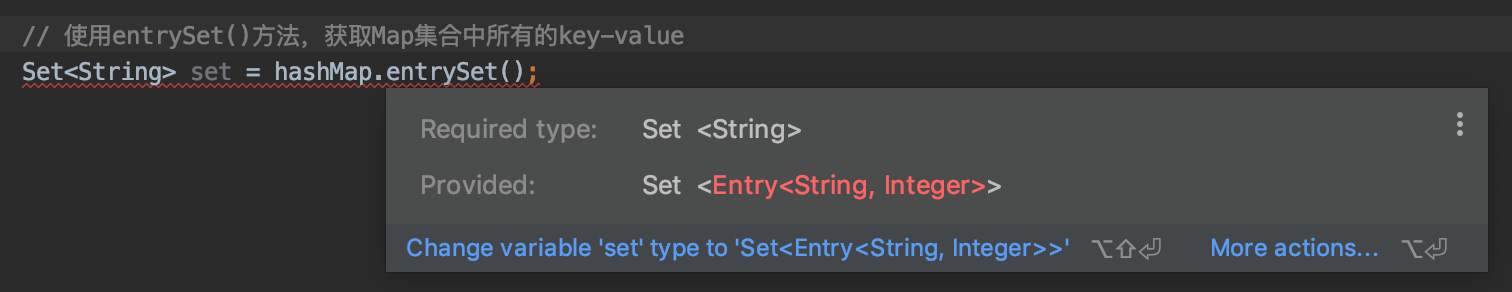 // 使用entrySet()方法，获取Map集合中所有的key-value
Set<String> set = hashMap.entrySet();
Required type: Set <String>
Provided: Set <Entry<String, Integer>>
Change variable 'set' type to 'Set<Entry<String, Integer>>' ⌥⇧⏎ More actions... ⌥⏎